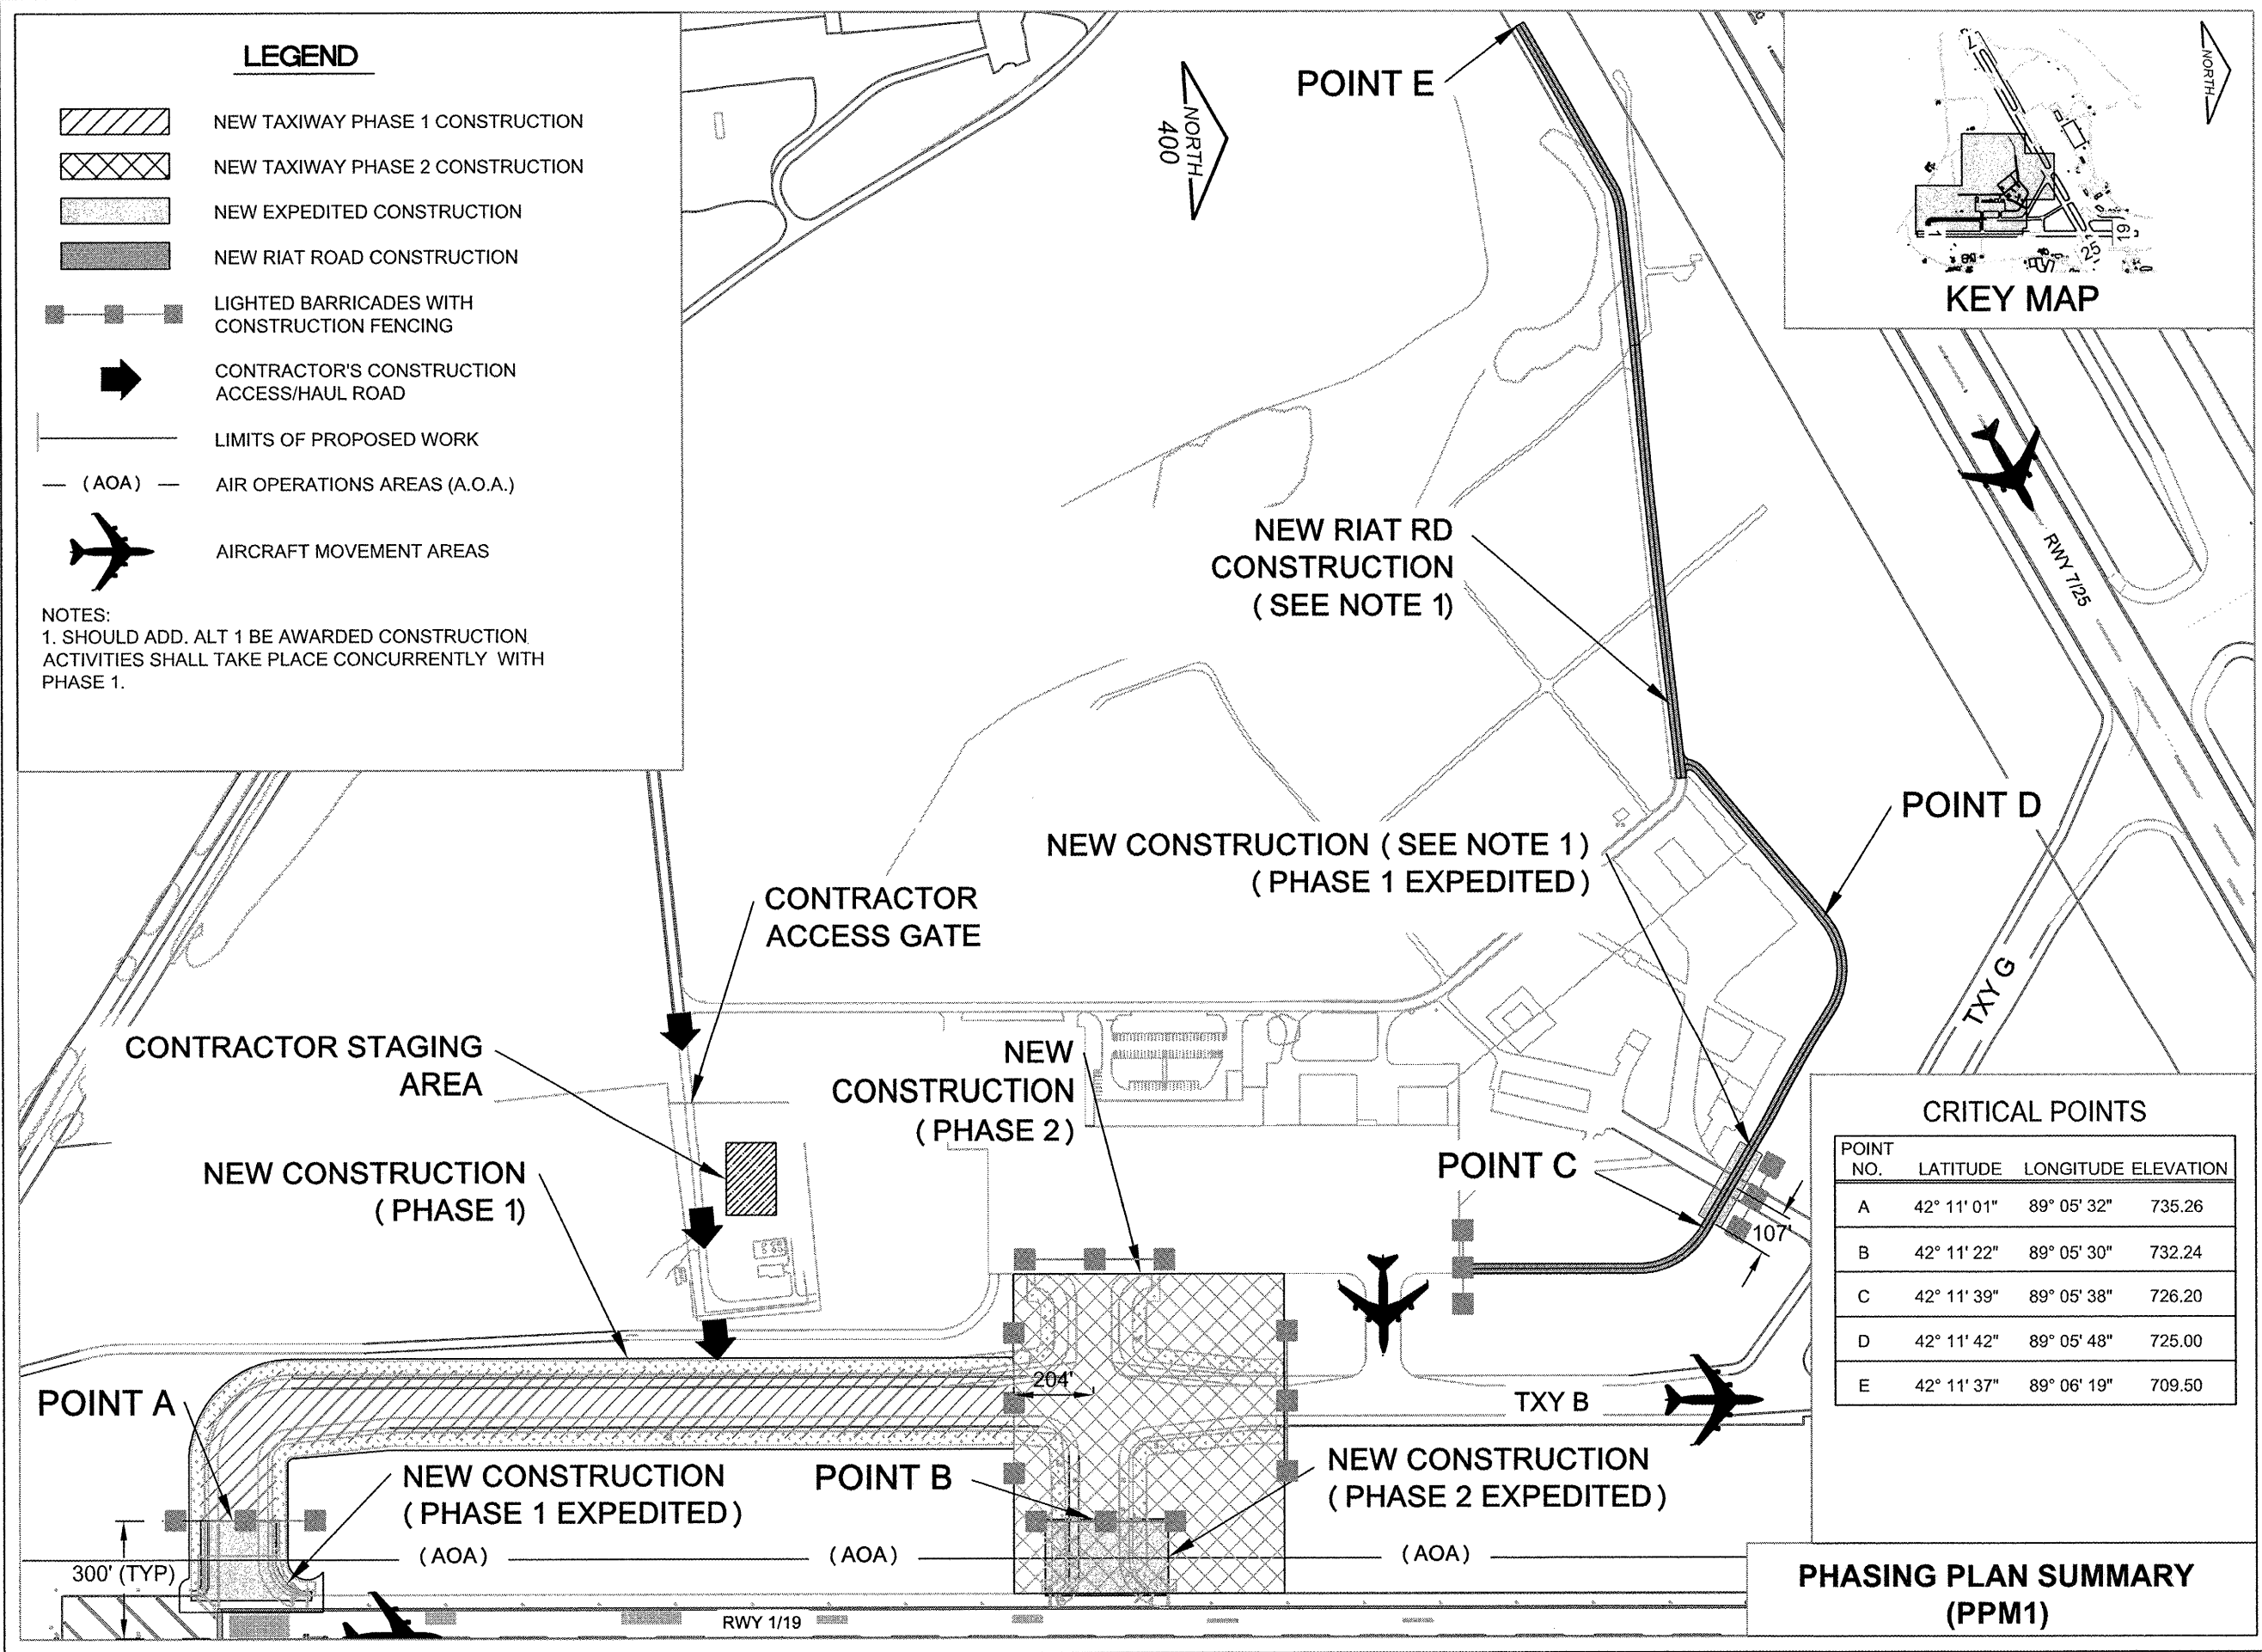 LEGEND
NEW TAXIWAY PHASE 1 CONSTRUCTION
NEW TAXIWAY PHASE 2 CONSTRUCTION
NEW EXPEDITED CONSTRUCTION
NEW RIAT ROAD CONSTRUCTION
LIGHTED BARRICADES WITH
CONSTRUCTION FENCING
CONTRACTOR'S CONSTRUCTION
ACCESS/HAUL ROAD
LIMITS OF PROPOSED WORK
(AOA) AIR OPERATIONS AREAS (A.O.A.)
AIRCRAFT MOVEMENT AREAS
NOTES:
1. SHOULD ADD. ALT 1 BE AWARDED CONSTRUCTION
ACTIVITIES SHALL TAKE PLACE CONCURRENTLY WITH
PHASE 1.
NORTH
400
POINT E
NORTH
7
1
25
19
KEY MAP
RWY 7/25
NEW RIAT RD
CONSTRUCTION
(SEE NOTE 1)
POINT D
NEW CONSTRUCTION (SEE NOTE 1)
(PHASE 1 EXPEDITED)
CONTRACTOR
ACCESS GATE
TXY G
CONTRACTOR STAGING
AREA
NEW
CONSTRUCTION
(PHASE 2)
NEW CONSTRUCTION
(PHASE 1)
POINT C
107'
CRITICAL POINTS
POINT
NO. LATITUDE LONGITUDE ELEVATION
A 42° 11' 01" 89° 05' 32" 735.26
B 42° 11' 22" 89° 05' 30" 732.24
C 42° 11' 39" 89° 05' 38" 726.20
D 42° 11' 42" 89° 05' 48" 725.00
E 42° 11' 37" 89° 06' 19" 709.50
204'
TXY B
POINT A
NEW CONSTRUCTION
(PHASE 1 EXPEDITED)
POINT B
NEW CONSTRUCTION
(PHASE 2 EXPEDITED)
(AOA) (AOA) (AOA)
300' (TYP)
RWY 1/19
PHASING PLAN SUMMARY
(PPM1)